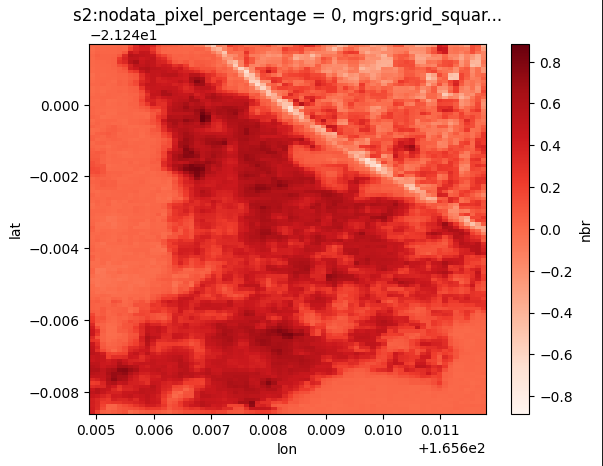 s2:nodata_pixel_percentage = 0, mgrs:grid_squar...
−2.124e1
0.000
−0.002
−0.004
−0.006
−0.008
lat
0.005 0.006 0.007 0.008 0.009 0.010 0.011
lon
+1.656e2
0.8
0.6
0.4
0.2
0.0
−0.2
−0.4
−0.6
−0.8
nbr